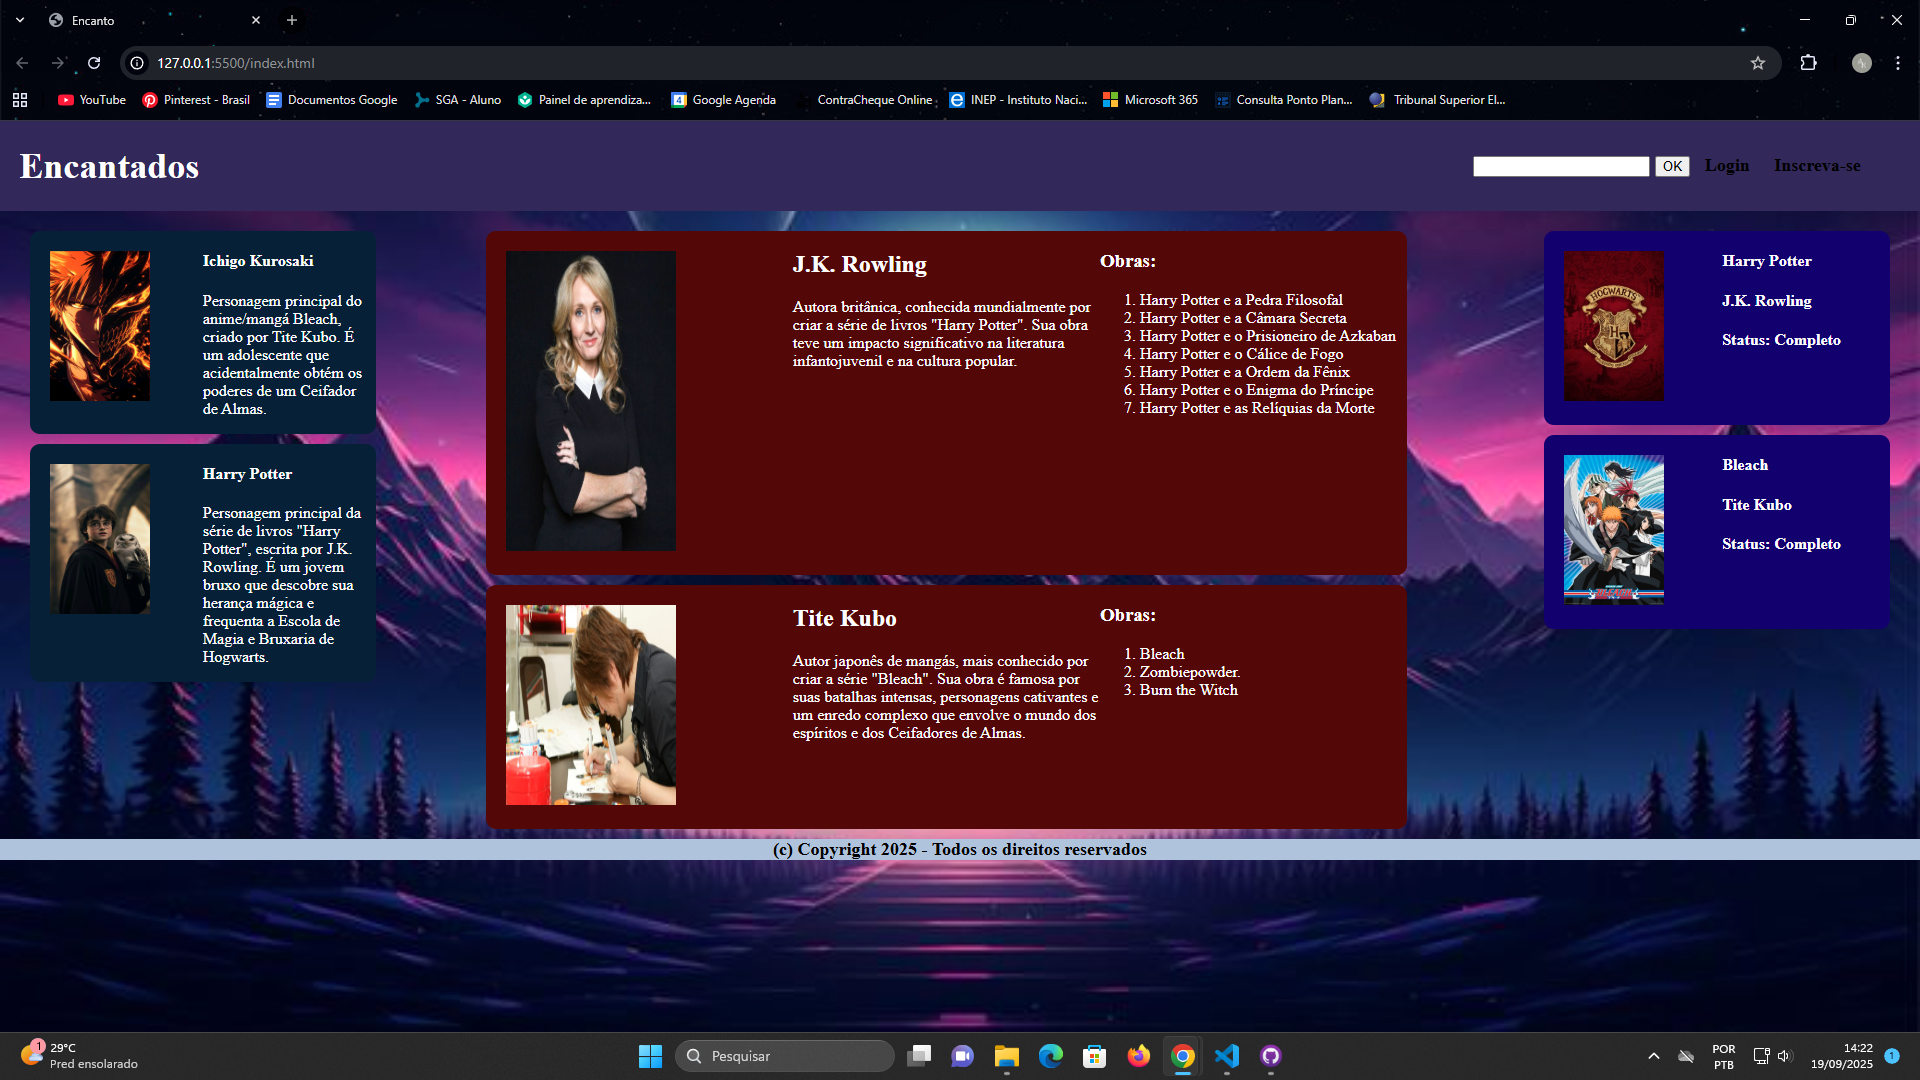 Encanto
127.0.0.1:5500/index.html
YouTube
Pinterest - Brasil
Documentos Google
SGA - Aluno
Painel de aprendiza...
4
Google Agenda
ContraCheque Online
INEP - Instituto Naci...
Microsoft 365
Consulta Ponto Plan...
Tribunal Superior El...
Encantados
OK
Login
Inscreva-se
Ichigo Kurosaki
Personagem principal do
anime/mangá Bleach,
criado por Tite Kubo. É
um adolescente que
acidentalmente obtém os
poderes de um Ceifador
de Almas.
Harry Potter
Personagem principal da
série de livros "Harry
Potter", escrita por J.K.
Rowling. É um jovem
bruxo que descobre sua
herança mágica e
frequenta a Escola de
Magia e Bruxaria de
Hogwarts.
J.K. Rowling
Autora britânica, conhecida mundialmente por
criar a série de livros "Harry Potter". Sua obra
teve um impacto significativo na literatura
infantojuvenil e na cultura popular.
Obras:
1. Harry Potter e a Pedra Filosofal
2. Harry Potter e a Câmara Secreta
3. Harry Potter e o Prisioneiro de Azkaban
4. Harry Potter e o Cálice de Fogo
5. Harry Potter e a Ordem da Fênix
6. Harry Potter e o Enigma do Príncipe
7. Harry Potter e as Relíquias da Morte
Tite Kubo
Autor japonês de mangás, mais conhecido por
criar a série "Bleach". Sua obra é famosa por
suas batalhas intensas, personagens cativantes e
um enredo complexo que envolve o mundo dos
espíritos e dos Ceifadores de Almas.
Obras:
1. Bleach
2. Zombiepowder.
3. Burn the Witch
HOGWARTS
H
Harry Potter
J.K. Rowling
Status: Completo
BLEACH
Bleach
Tite Kubo
Status: Completo
(c) Copyright 2025 - Todos os direitos reservados
1
29°C
Pred ensolarado
Pesquisar
POR
PTB
14:22
19/09/2025
1